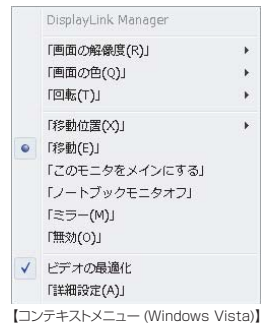 DisplayLink Manager
「画面の解像度(R)」
「画面の色(Q)」
「回転(T)」
「移動位置(X)」
「移動(E)」
「このモニタをメインにする」
「ノートブックモニタオフ」
「ミラー(M)」
「無効(O)」
ビデオの最適化
「詳細設定(A)」
【コンテキストメニュー (Windows Vista)】